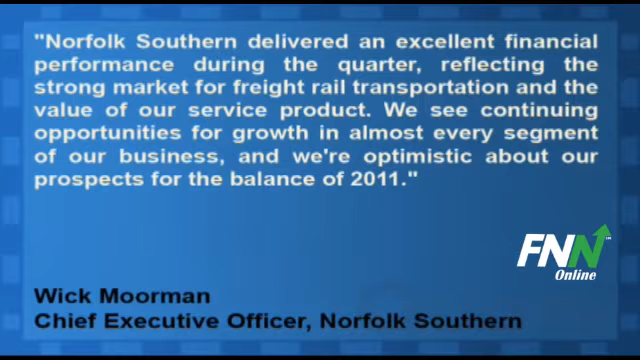 "Norfolk Southern delivered an excellent financial
performance during the quarter, reflecting the
strong market for freight rail transportation and the
value of our service product. We see continuing
opportunities for growth in almost every segment
of our business, and we're optimistic about our
prospects for the balance of 2011."
FNN
Online
Wick Moorman
Chief Executive Officer, Norfolk Southern